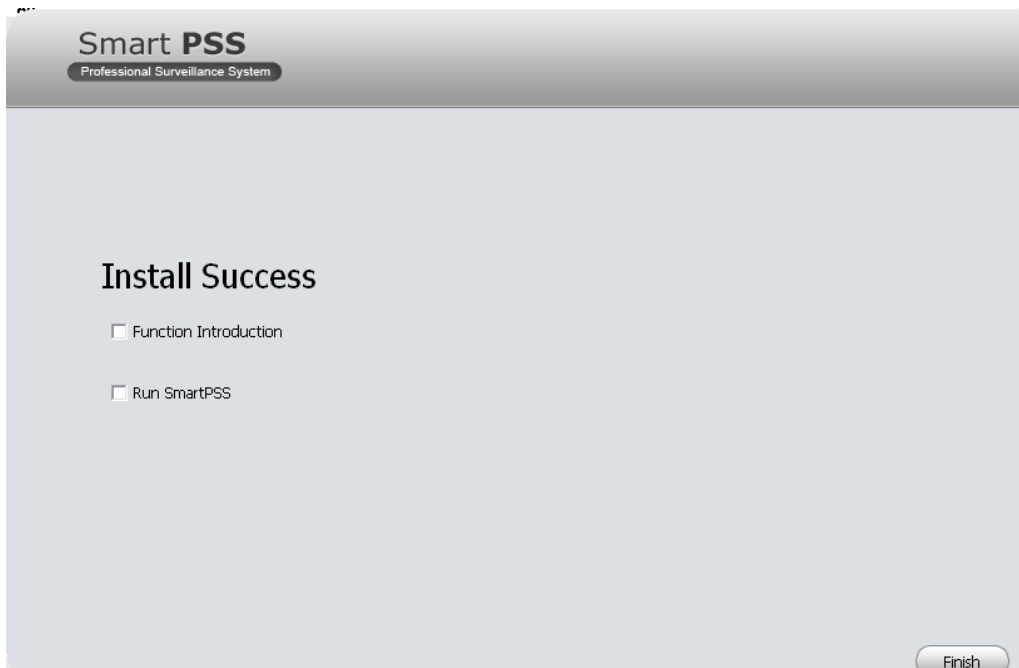 Smart PSS
Professional Surveillance System
Install Success
Function Introduction
Run SmartPSS
Finish